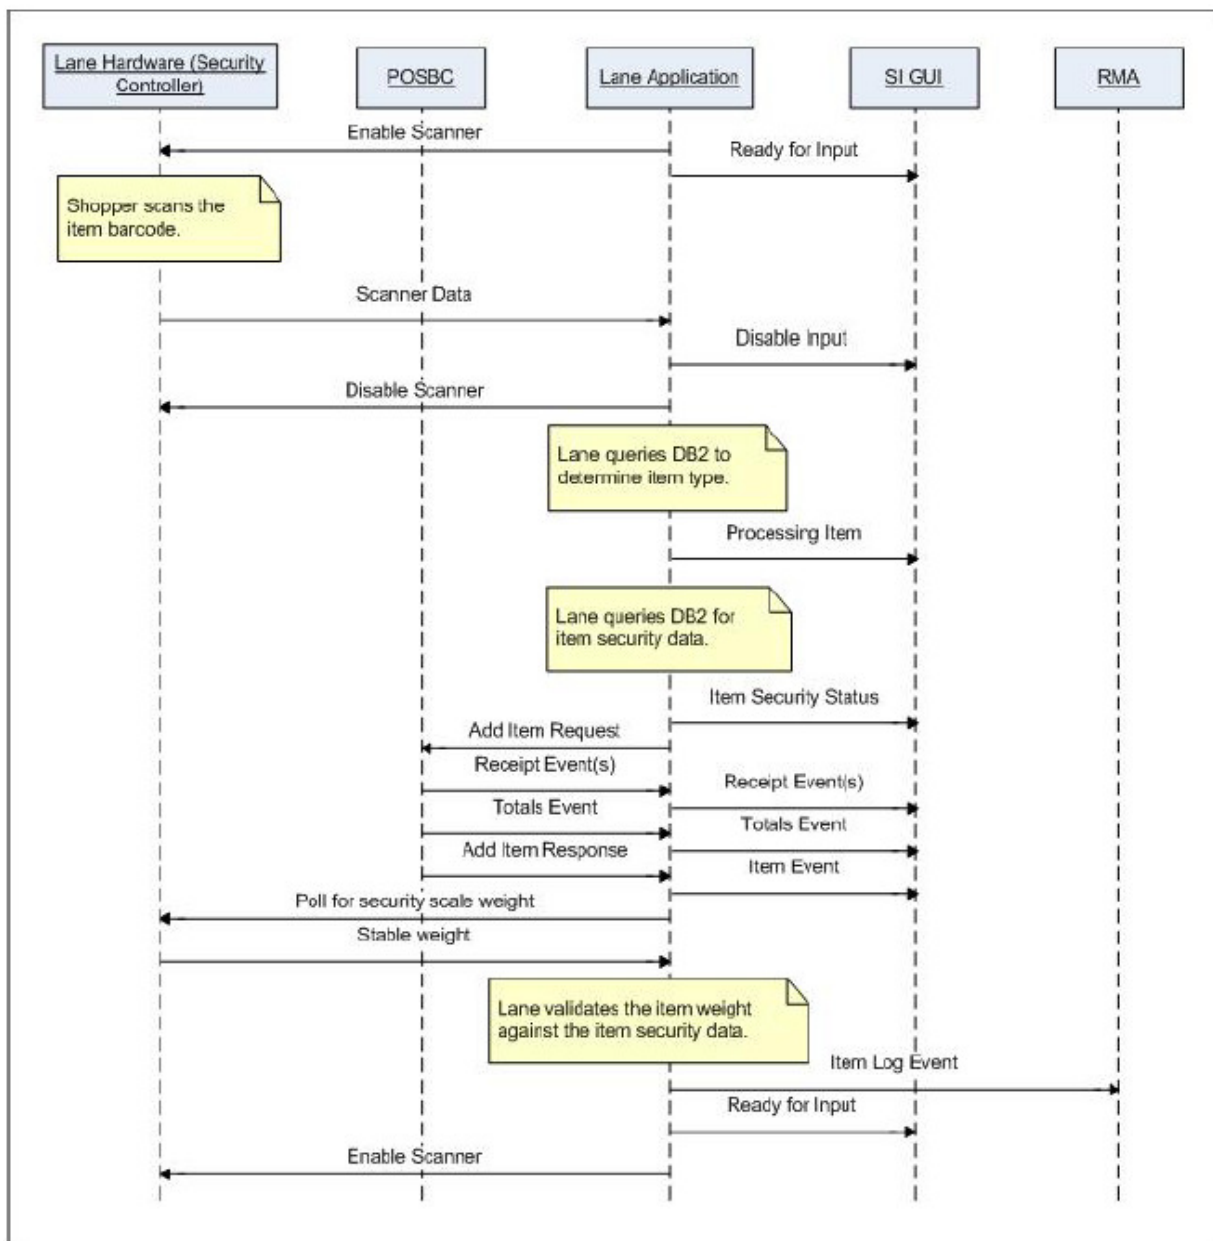 Lane Hardware (Security
Controller)
POSBC
Lane Application
SI GUI
RMA
Enable Scanner
Ready for Input
Shopper scans the
item barcode.
Scanner Data
Disable Input
Disable Scanner
Lane queries DB2 to
determine item type.
Processing Item
Lane queries DB2 for
item security data.
Item Security Status
Add Item Request
Receipt Event(s)
Receipt Event(s)
Totals Event
Totals Event
Add Item Response
Item Event
Poll for security scale weight
Stable weight
Lane validates the item weight
against the item security data.
Item Log Event
Ready for Input
Enable Scanner